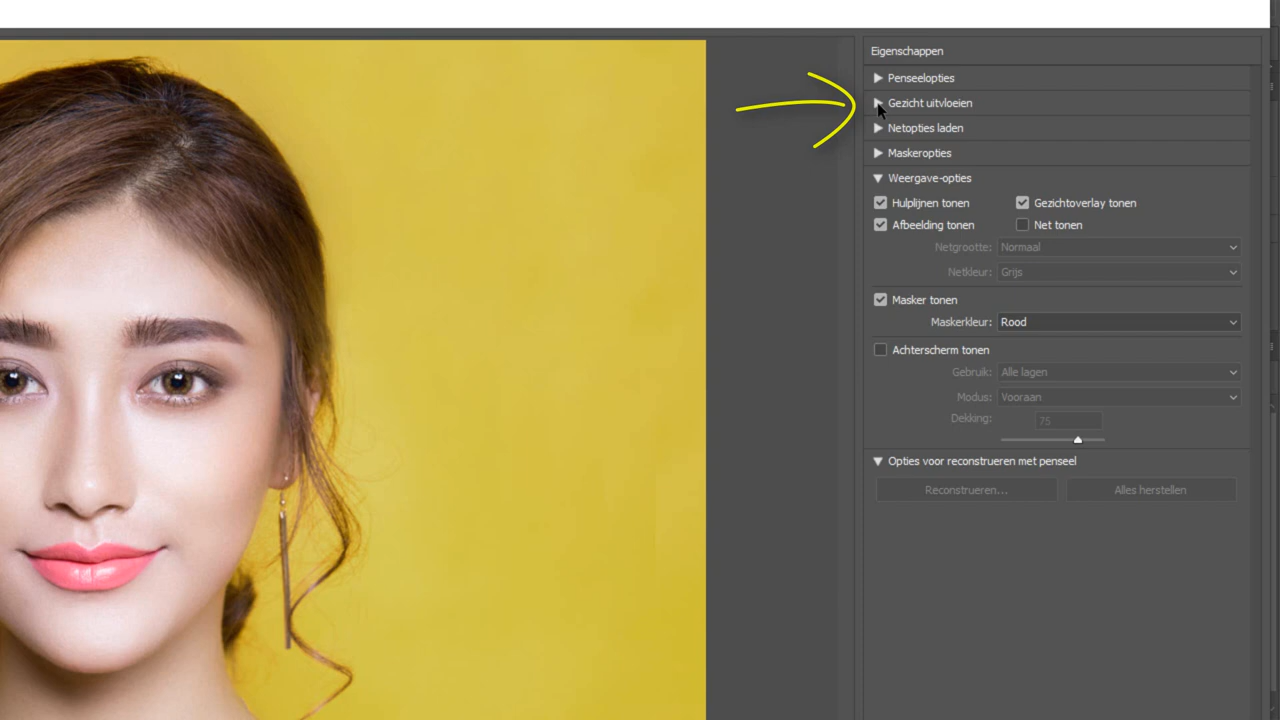 Eigenschappen
Penseelopties
Gezicht uitvloeien
Netopties laden
Maskeropties
Weergave-opties
Hulplijnen tonen Gezichtoverlay tonen
Afbeelding tonen Net tonen
Netgrootte: Normaal
Netkleur: Grijs
Masker tonen
Maskerkleur: Rood
Achterscherm tonen
Gebruik: Alle lagen
Modus: Vooraan
Dekking: 75
Opties voor reconstrueren met penseel
Reconstrueren... Alles herstellen